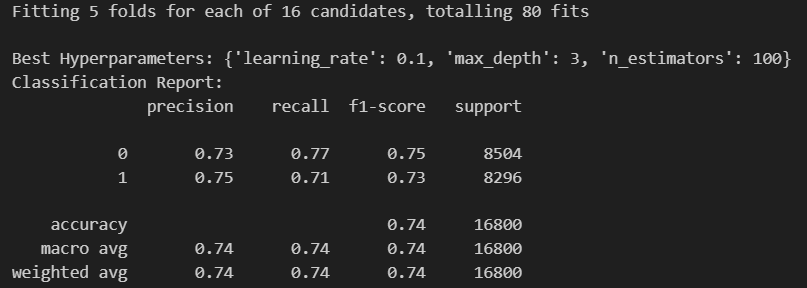 Fitting 5 folds for each of 16 candidates, totalling 80 fits
Best Hyperparameters: {'learning_rate': 0.1, 'max_depth': 3, 'n_estimators': 100}
Classification Report:
precision recall f1-score support
0 0.73 0.77 0.75 8504
1 0.75 0.71 0.73 8296
accuracy 0.74 16800
macro avg 0.74 0.74 0.74 16800
weighted avg 0.74 0.74 0.74 16800